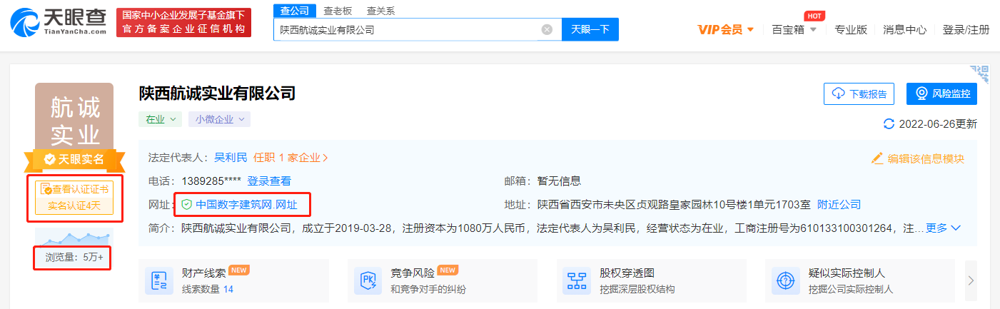 天眼查
TianYanCha.com
国家中小企业发展子基金旗下
官方备案企业征信机构
查公司 查老板 查关系
陕西航诚实业有限公司
天眼一下
VIP会员 百宝箱 HOT 专业版 消息中心 登录/注册
航诚
实业
天眼实名
查看认证证书
实名认证4天
浏览量：5万+
陕西航诚实业有限公司
下载报告 风险监控
在业 小微企业
2022-06-26更新
法定代表人：吴利民 任职 1 家企业
编辑该信息模块
电话：1389285**** 登录查看 邮箱：暂无信息
网址：中国数字建筑网.网址 地址：陕西省西安市未央区贞观路皇家园林10号楼1单元1703室 附近公司
简介：陕西航诚实业有限公司，成立于2019-03-28，注册资本为1080万人民币，法定代表人为吴利民，经营状态为在业，工商注册号为610133100301264，注...更多
财产线索 NEW
线索数量 14
PK
竞争风险 NEW
和竞争对手的纠纷
股权穿透图
挖掘深层股权结构
疑似实际控制人
挖掘公司实际控制人